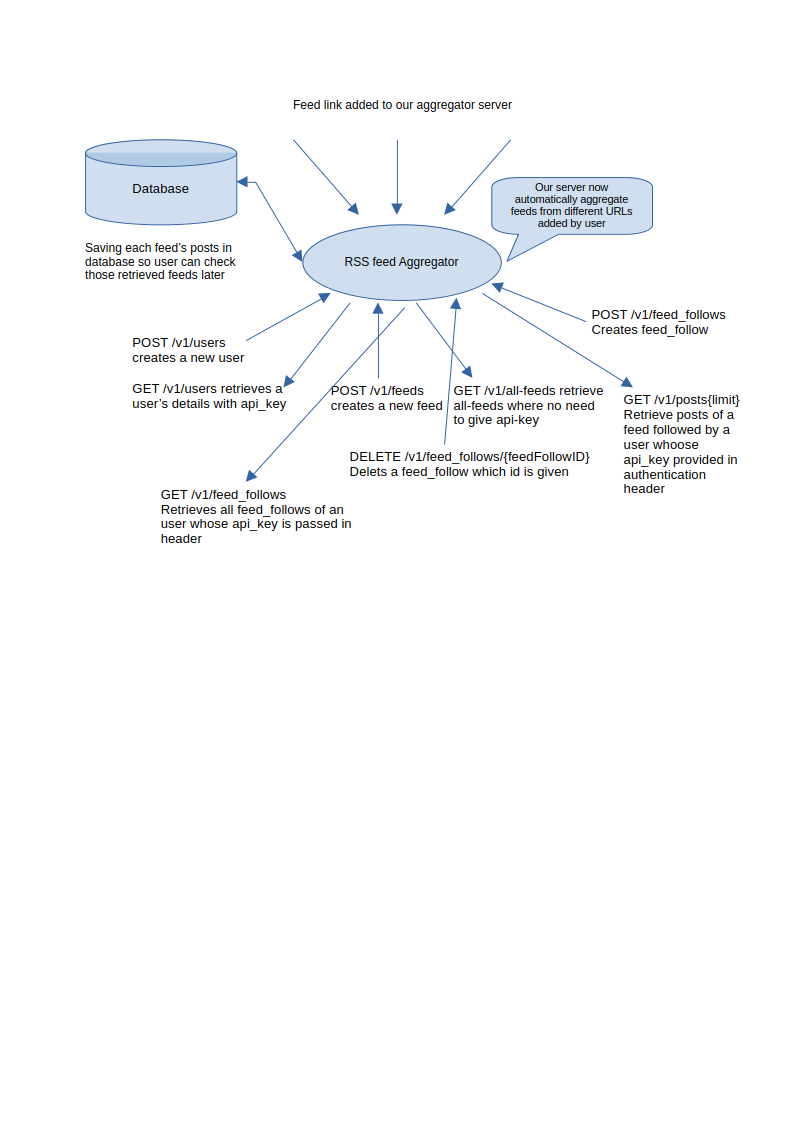 Feed link added to our aggregator server
Database
Our server now
automatically aggregate
feeds from different URLs
added by user
Saving each feed's posts in
database so user can check
those retrieved feeds later
RSS feed Aggregator
POST /v1/users
creates a new user
GET /v1/users retrieves a
user's details with api_key
POST /v1/feeds
creates a new feed
GET /v1/all-feeds retrieve
all-feeds where no need
to give api-key
POST /v1/feed_follows
Creates feed_follow
GET /v1/posts{limit}
Retrieve posts of a
feed followed by a
user whoose
api_key provided in
authentication
header
DELETE /v1/feed_follows/{feedFollowID}
Delets a feed_follow which id is given
GET /v1/feed_follows
Retrieves all feed_follows of an
user whose api_key is passed in
header